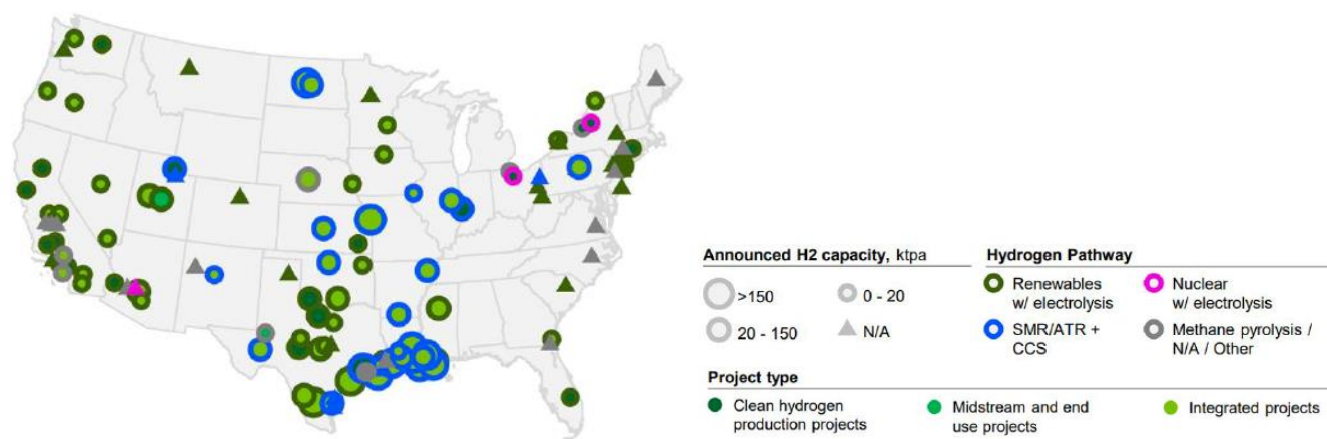 Announced H2 capacity, ktpa
>150
0 - 20
20 - 150
N/A
Hydrogen Pathway
Renewables
w/ electrolysis
Nuclear
w/ electrolysis
SMR/ATR +
CCS
Methane pyrolysis /
N/A / Other
Project type
Clean hydrogen
production projects
Midstream and end
use projects
Integrated projects